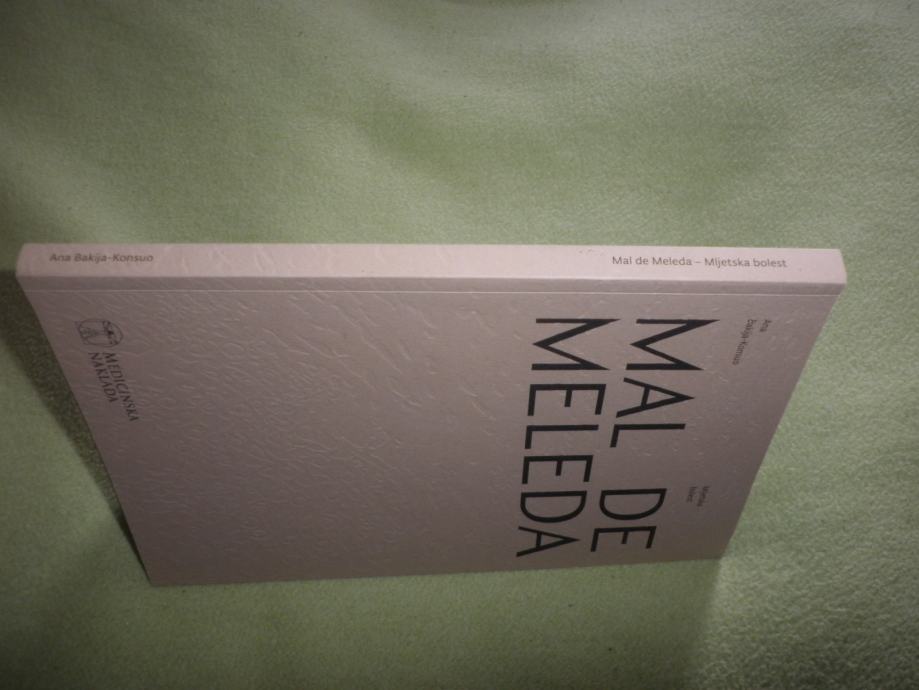 Ana Bakija-Konsuo
Mal de Meleda – Mljetska bolest
Ana
Bakija-Konsuo
Mljetska
bolest
MAL DE
MELEDA
MEDICINSKA
NAKLADA